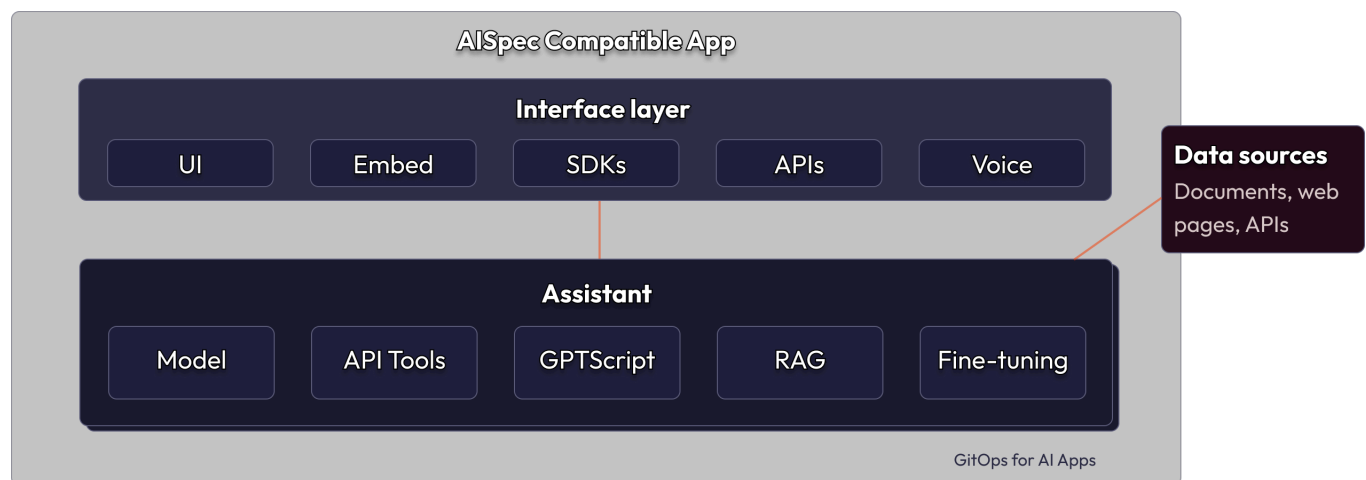 AISpec Compatible App
Interface layer
UI
Embed
SDKs
APIs
Voice
Data sources
Documents, web
pages, APIs
Assistant
Model
API Tools
GPTScript
RAG
Fine-tuning
GitOps for AI Apps